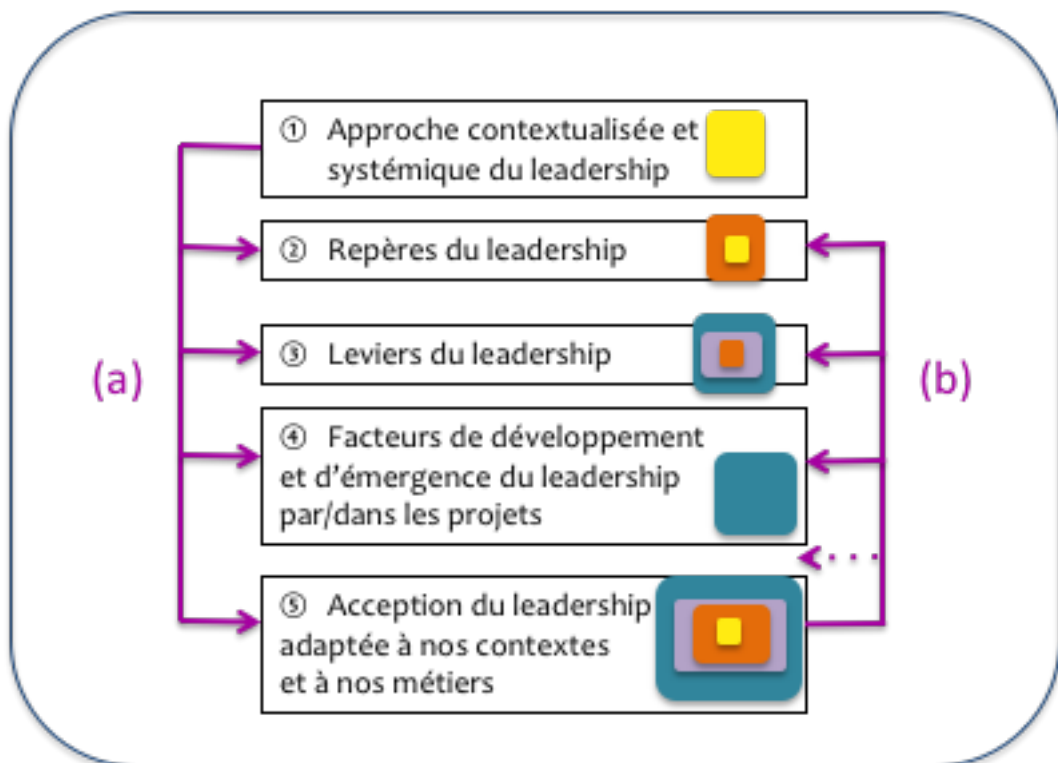 ① Approche contextualisée et
systémique du leadership
② Repères du leadership
③ Leviers du leadership
(a)
(b)
④ Facteurs de développement
et d’émergence du leadership
par/dans les projets
⑤ Acception du leadership
adaptée à nos contextes
et à nos métiers